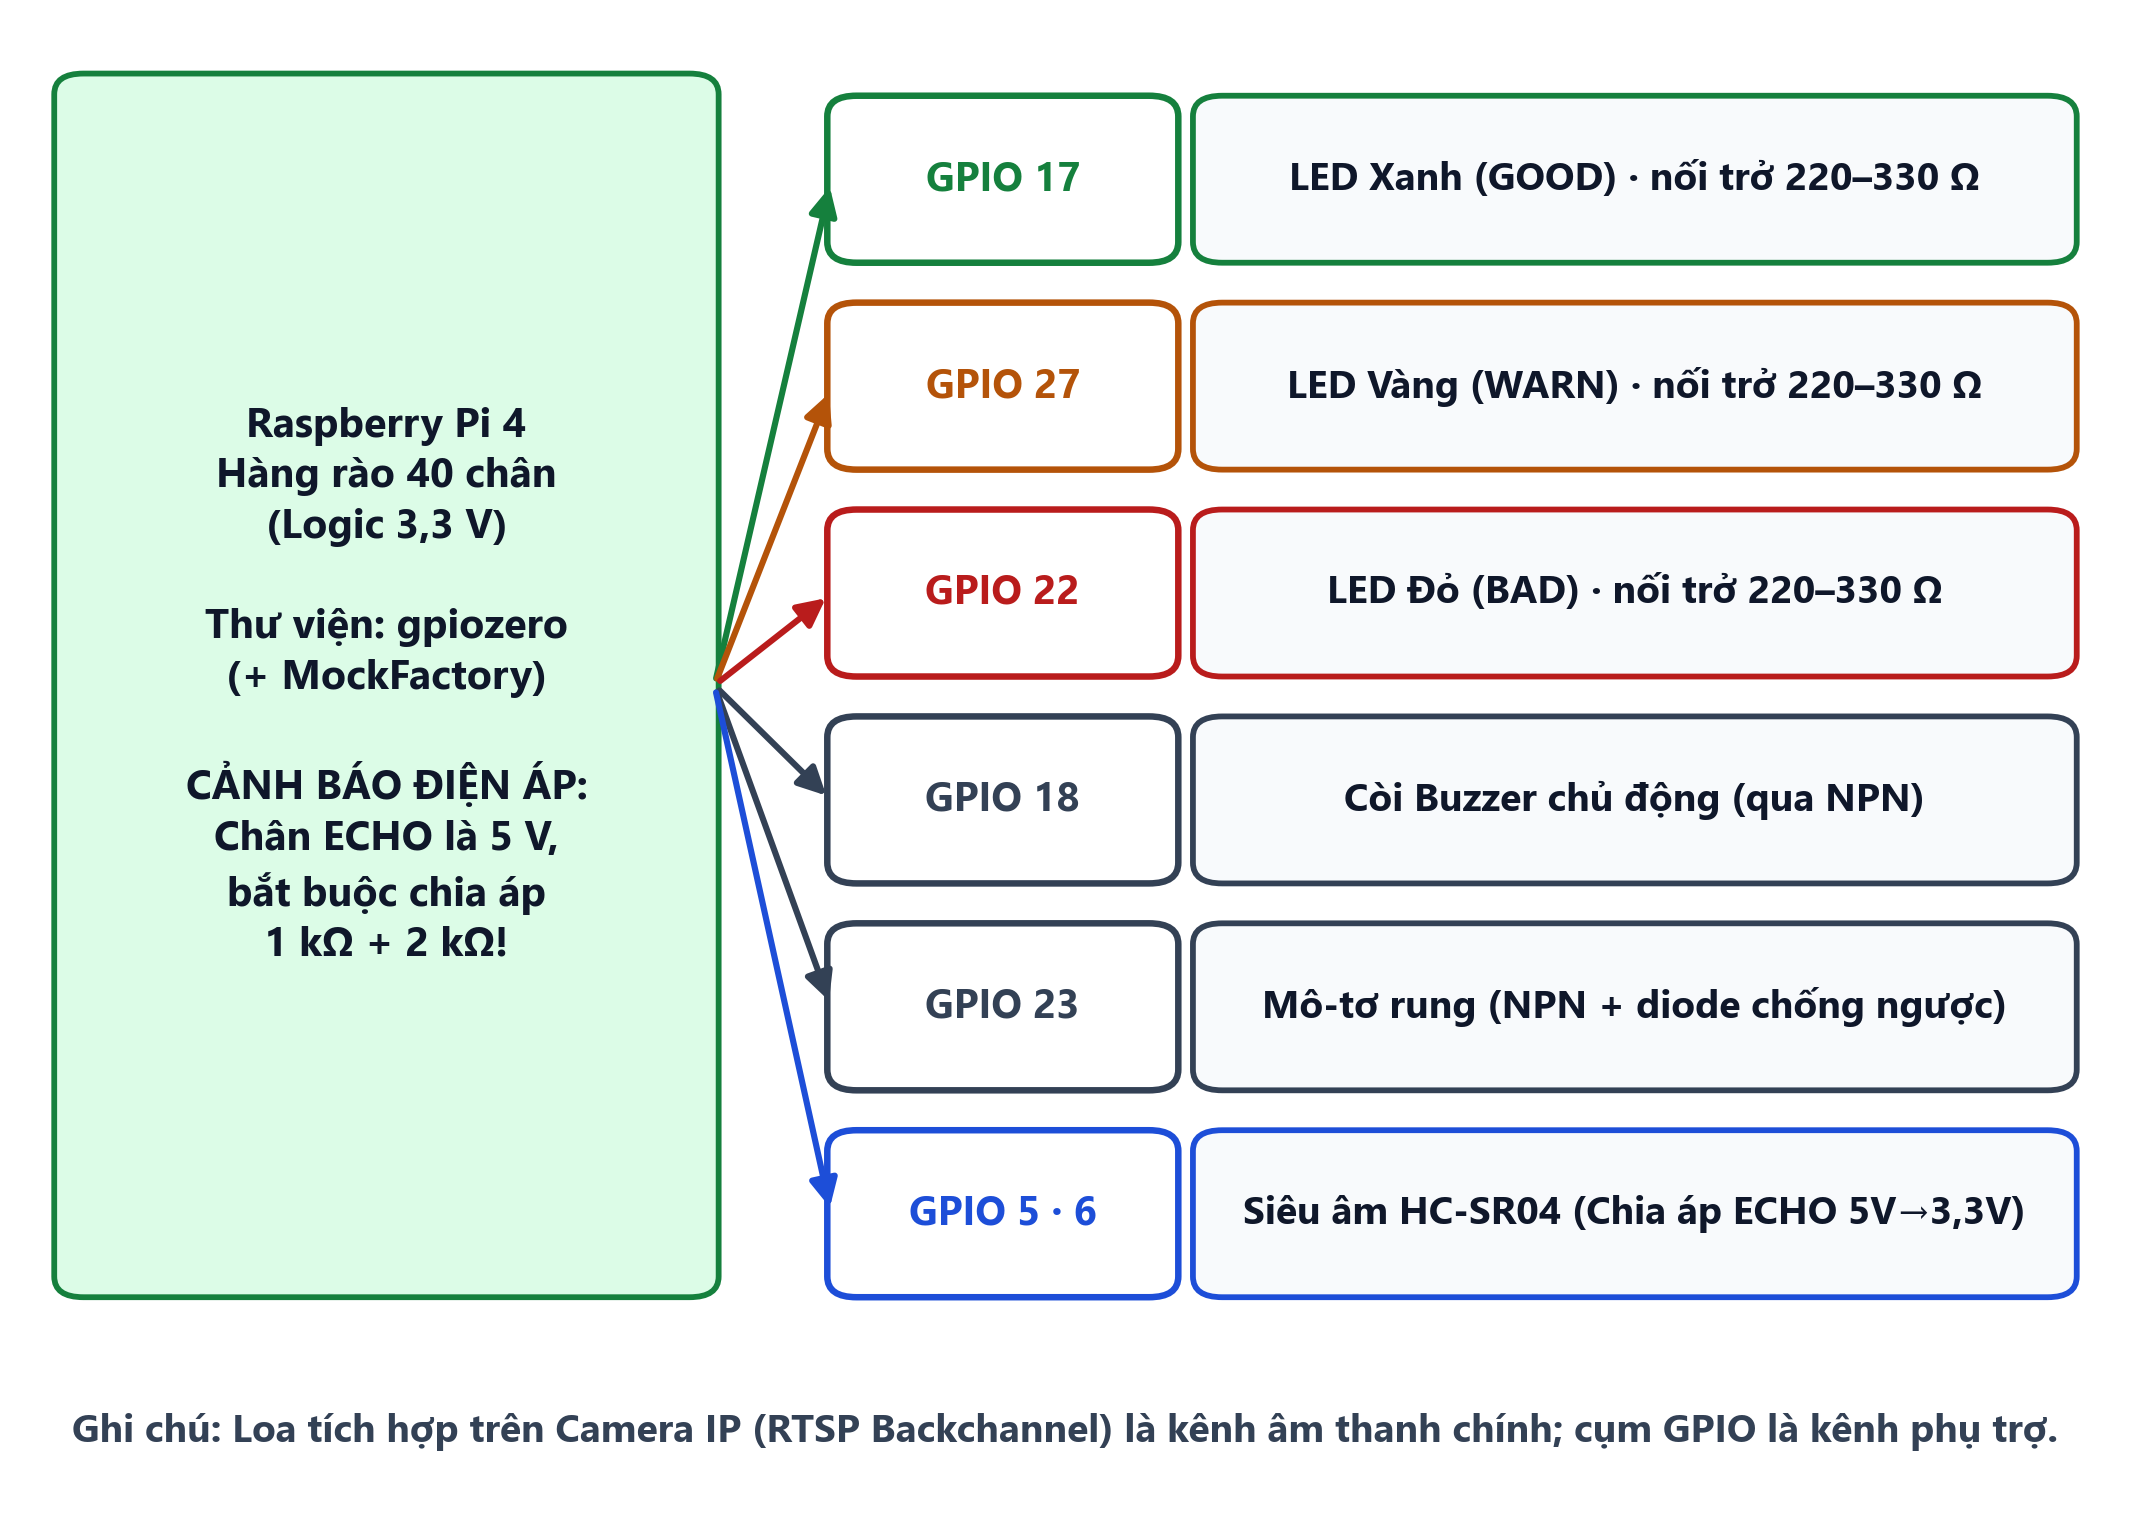 Raspberry Pi 4
Hàng rào 40 chân
(Logic 3,3 V)
Thư viện: gpiozero
(+ MockFactory)
CẢNH BÁO ĐIỆN ÁP:
Chân ECHO là 5 V,
bắt buộc chia áp
1 kΩ + 2 kΩ!
GPIO 17
LED Xanh (GOOD) · nối trở 220–330 Ω
GPIO 27
LED Vàng (WARN) · nối trở 220–330 Ω
GPIO 22
LED Đỏ (BAD) · nối trở 220–330 Ω
GPIO 18
Còi Buzzer chủ động (qua NPN)
GPIO 23
Mô-tơ rung (NPN + diode chống ngược)
GPIO 5 · 6
Siêu âm HC-SR04 (Chia áp ECHO 5V→3,3V)
Ghi chú: Loa tích hợp trên Camera IP (RTSP Backchannel) là kênh âm thanh chính; cụm GPIO là kênh phụ trợ.